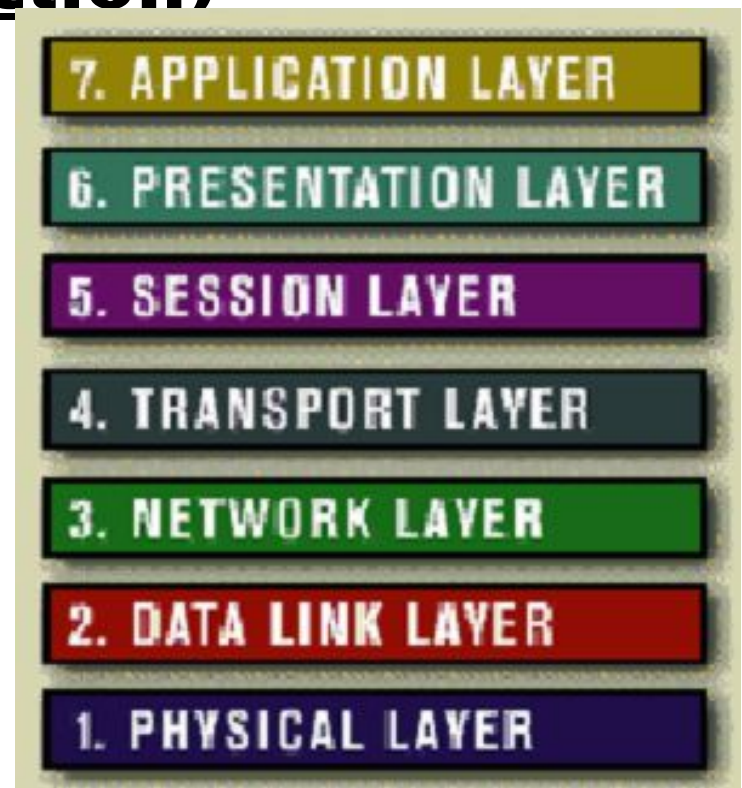 7. APPLICATION LAYER
6. PRESENTATION LAYER
5. SESSION LAYER
4. TRANSPORT LAYER
3. NETWORK LAYER
2. DATA LINK LAYER
1. PHYSICAL LAYER